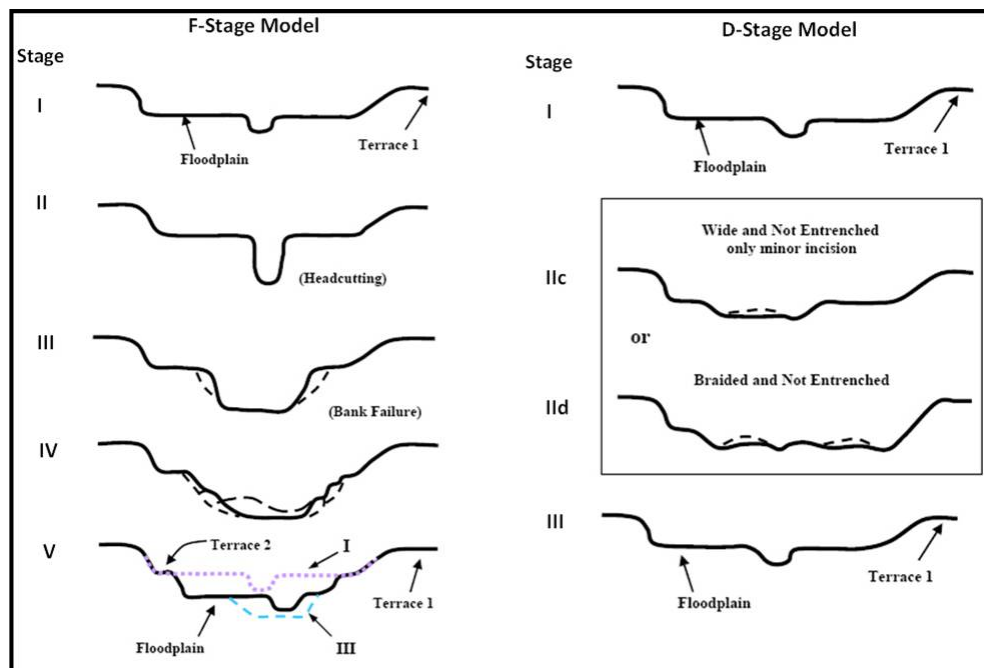 F-Stage Model
Stage
I
Floodplain
Terrace 1
II
(Headcutting)
III
(Bank Failure)
IV
V
Terrace 2
I
Terrace 1
Floodplain
III
D-Stage Model
Stage
I
Floodplain
Terrace 1
Wide and Not Entrenched
only minor incision
IIc
or
Braided and Not Entrenched
IId
III
Terrace 1
Floodplain